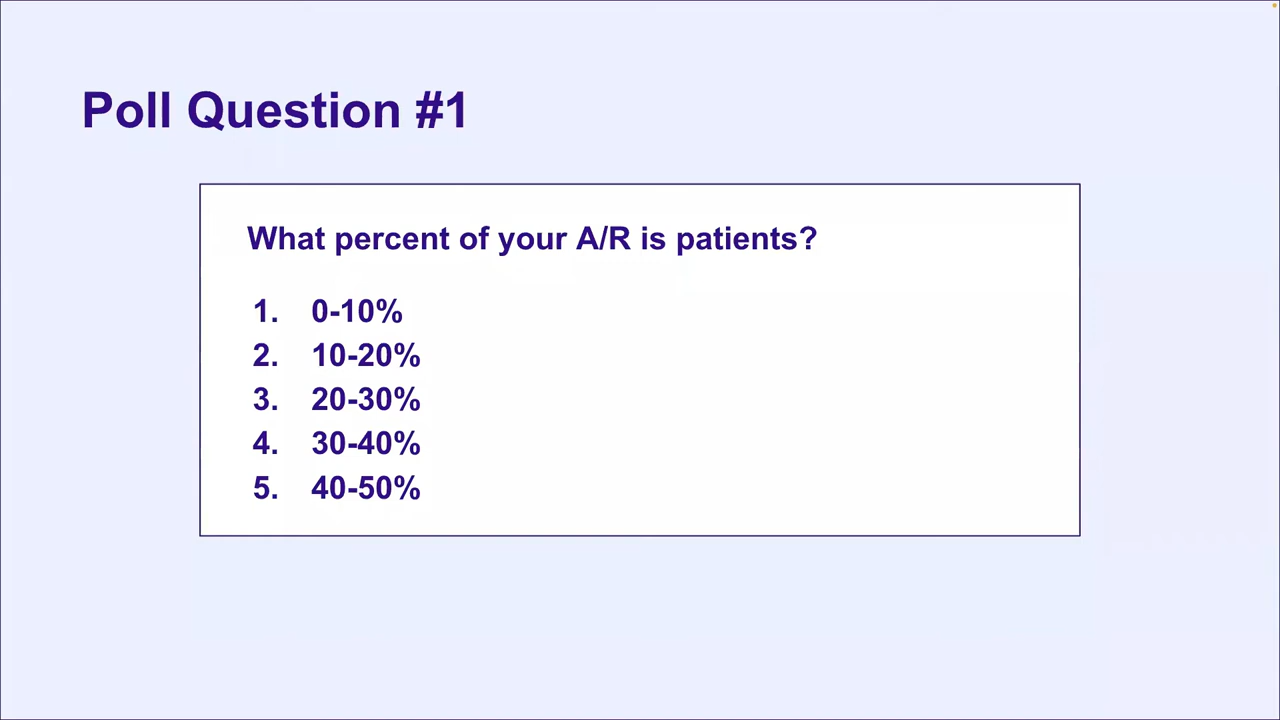 Poll Question #1
What percent of your A/R is patients?
1. 0-10%
2. 10-20%
3. 20-30%
4. 30-40%
5. 40-50%